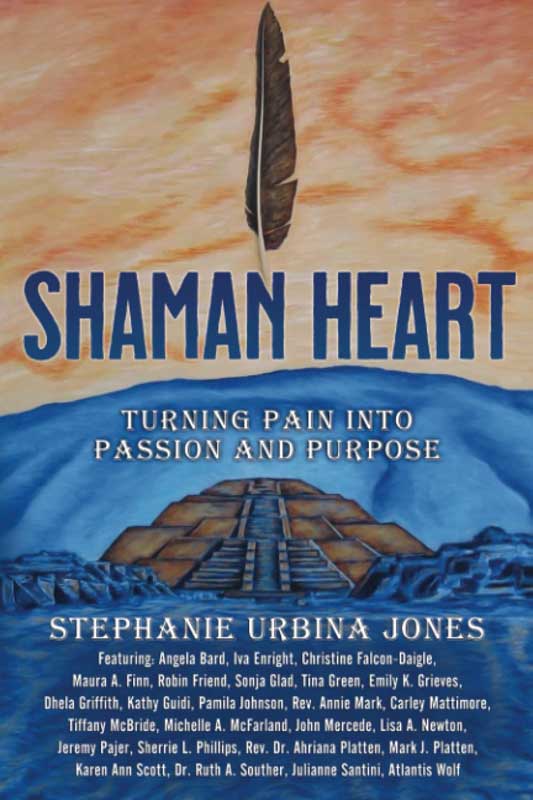 SHAMAN HEART
TURNING PAIN INTO
PASSION AND PURPOSE
STEPHANIE URBINA JONES
Featuring: Angela Bard, Iva Enright, Christine Falcon-Daigle,
Maura A. Finn, Robin Friend, Sonja Glad, Tina Green, Emily K. Grieves,
Dhela Griffith, Kathy Guidi, Pamila Johnson, Rev. Annie Mark, Carley Mattimore,
Tiffany McBride, Michelle A. McFarland, John Mercede, Lisa A. Newton,
Jeremy Pajer, Sherrie L. Phillips, Rev. Dr. Ahriana Platten, Mark J. Platten,
Karen Ann Scott, Dr. Ruth A. Souther, Julianne Santini, Atlantis Wolf